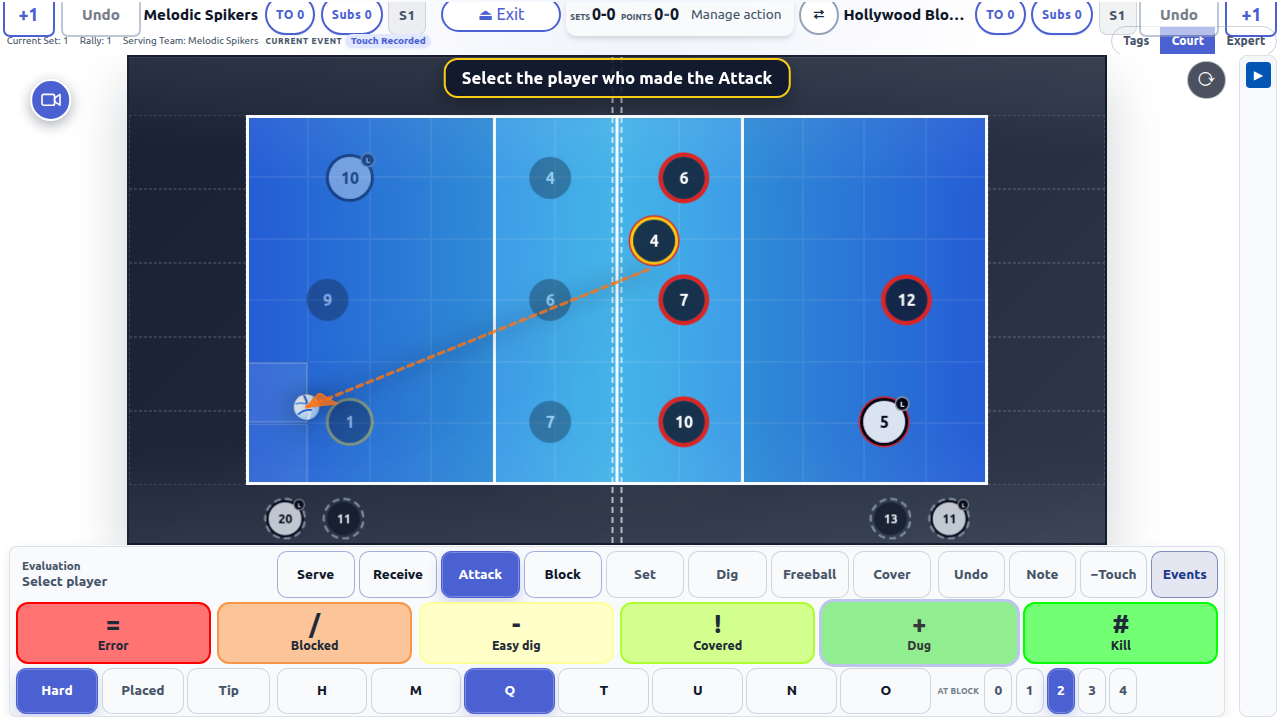 +1
Undo
Melodic Spikers
TO 0
Subs 0
S1
⏏ Exit
SETS 0-0 POINTS 0-0 Manage action
⇄
Hollywood Blo...
TO 0
Subs 0
S1
Undo
+1
Current Set: 1 Rally: 1 Serving Team: Melodic Spikers CURRENT EVENT Touch Recorded
Tags Court Expert
Select the player who made the Attack
10 L
4
6
4
9
6
7
12
1
7
10
5 L
20 L
11
13
11 L
Evaluation
Select player
Serve Receive Attack Block Set Dig Freeball Cover Undo Note −Touch Events
= / - ! + #
Error Blocked Easy dig Covered Dug Kill
Hard Placed Tip H M Q T U N O AT BLOCK 0 1 2 3 4